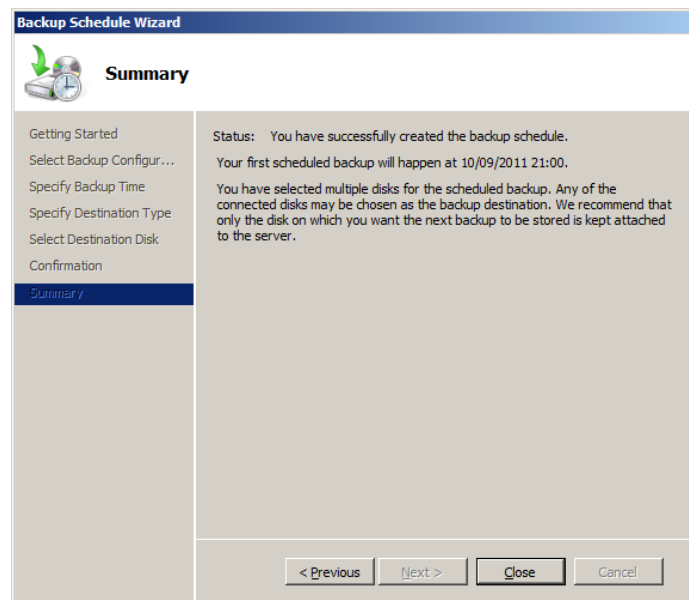 Backup Schedule Wizard
Summary
Getting Started
Select Backup Configur...
Specify Backup Time
Specify Destination Type
Select Destination Disk
Confirmation
Summary
Status: You have successfully created the backup schedule.
Your first scheduled backup will happen at 10/09/2011 21:00.
You have selected multiple disks for the scheduled backup. Any of the
connected disks may be chosen as the backup destination. We recommend that
only the disk on which you want the next backup to be stored is kept attached
to the server.
< Previous Next > Close Cancel